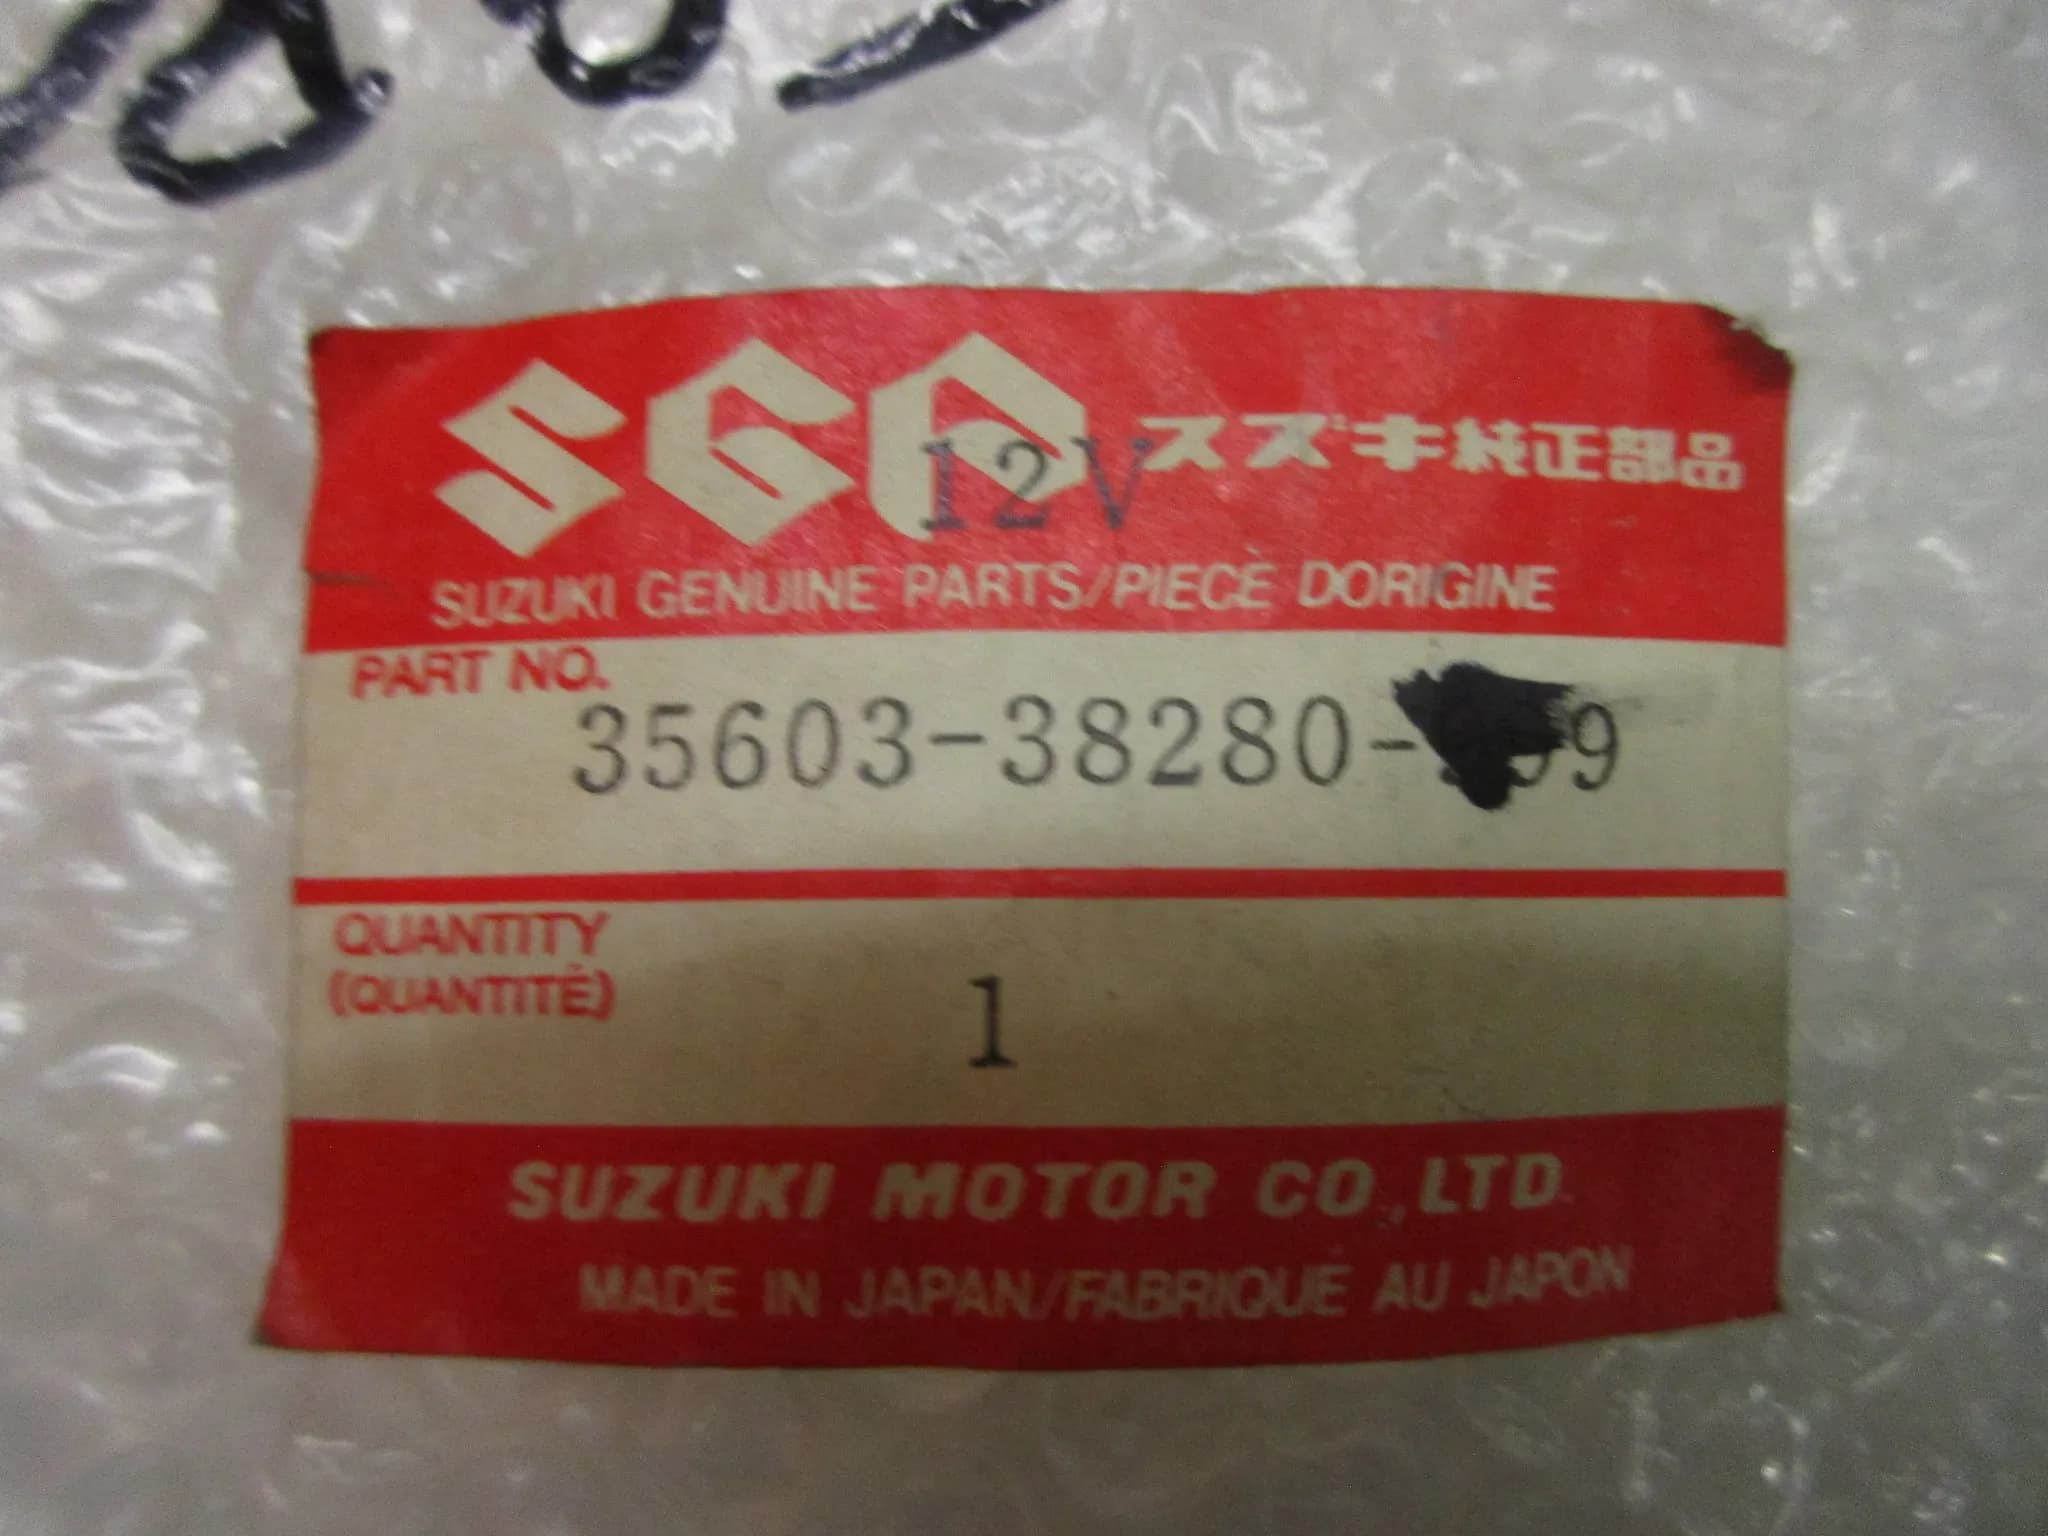 SGP スズキ純正部品
12V
SUZUKI GENUINE PARTS/PIECE DORIGINE
PART NO.
35603-38280-
QUANTITY
(QUANTITÉ)
1
SUZUKI MOTOR CO.,LTD.
MADE IN JAPAN/FABRIQUE AU JAPON